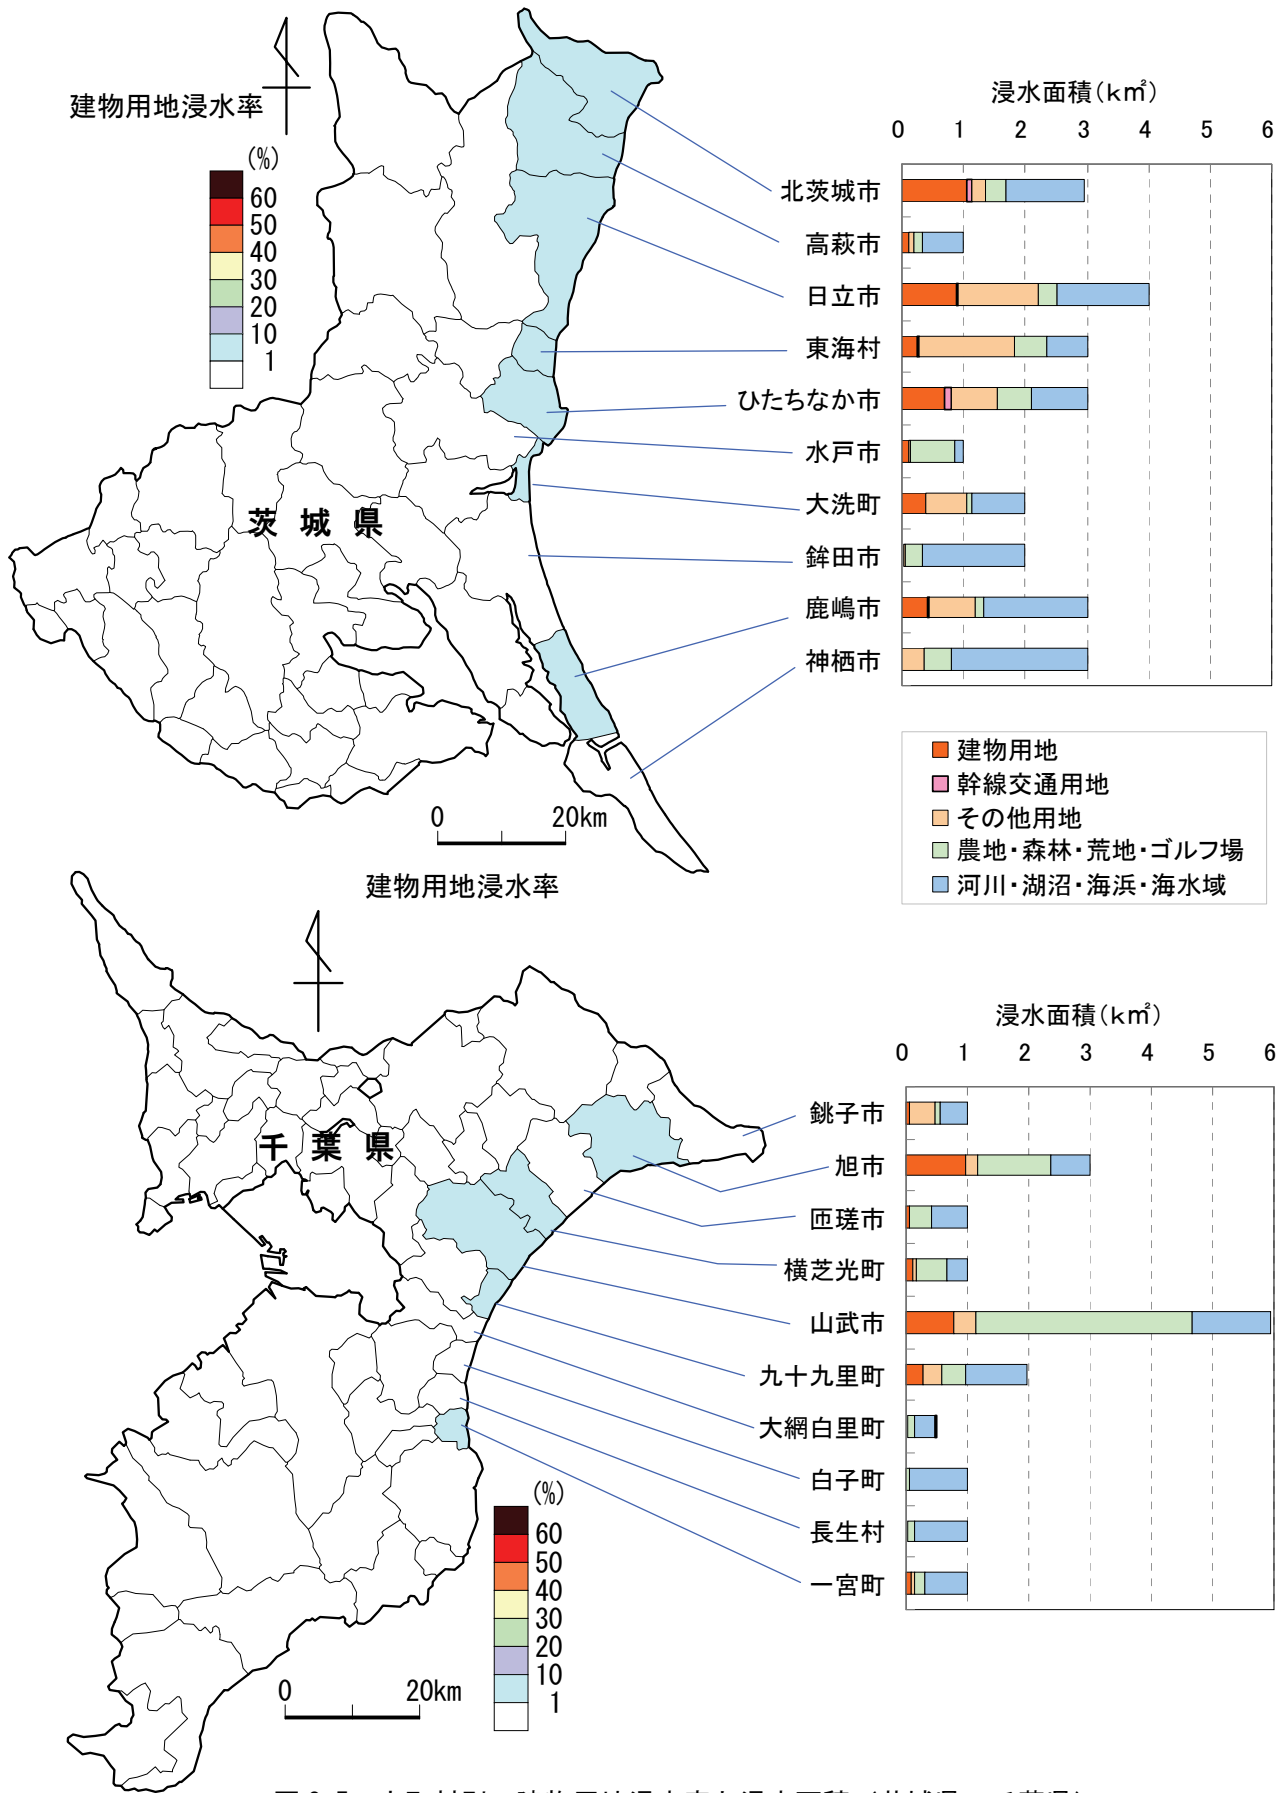 建物用地浸水率
(%)
60
50
40
30
20
10
1
茨城県
0 20km
浸水面積(k㎡)
0 1 2 3 4 5 6
北茨城市
高萩市
日立市
東海村
ひたちなか市
水戸市
大洗町
鉾田市
鹿嶋市
神栖市
建物用地
幹線交通用地
その他用地
農地・森林・荒地・ゴルフ場
河川・湖沼・海浜・海水域
建物用地浸水率
千葉県
(%)
60
50
40
30
20
10
1
0 20km
浸水面積(k㎡)
0 1 2 3 4 5 6
銚子市
旭市
匝瑳市
横芝光町
山武市
九十九里町
大網白里町
白子町
長生村
一宮町